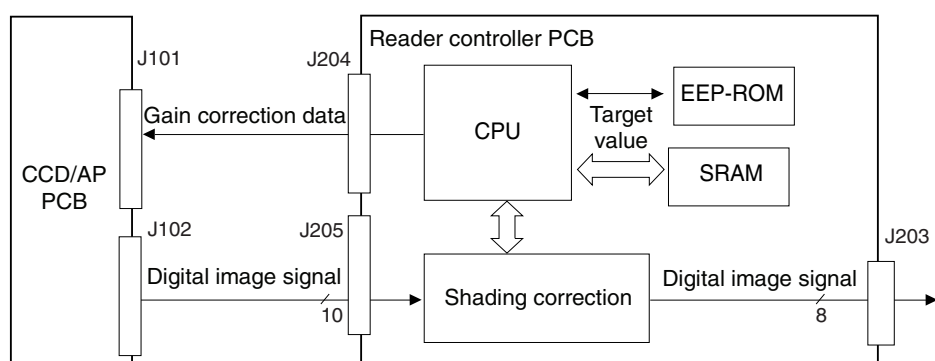 Reader controller PCB
J101
J204
EEP-ROM
Gain correction data
CPU
Target
value
SRAM
CCD/AP
PCB
J102
J205
J203
Digital image signal
10
Shading correction
Digital image signal
8